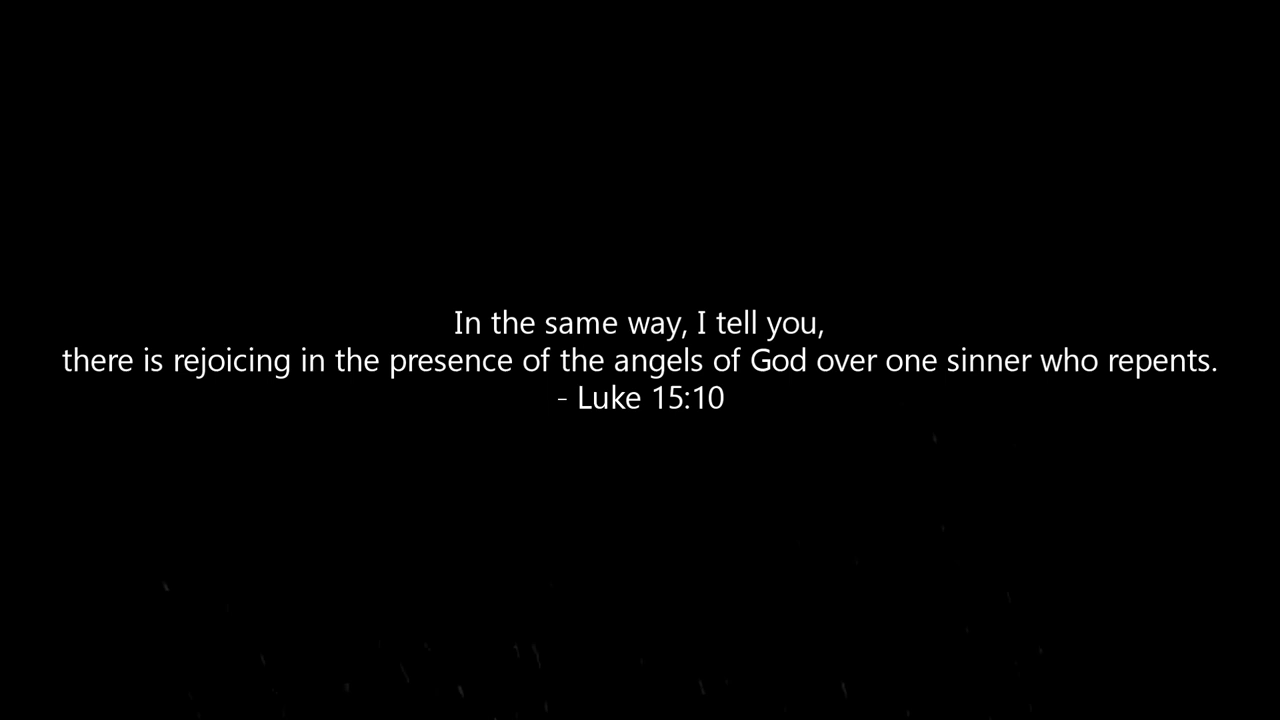 In the same way, I tell you,
there is rejoicing in the presence of the angels of God over one sinner who repents.
- Luke 15:10